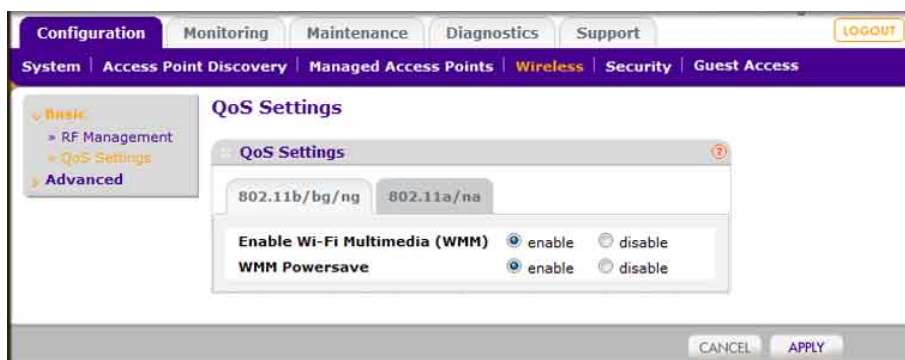 Configuration Monitoring Maintenance Diagnostics Support LOGOUT
System Access Point Discovery Managed Access Points Wireless Security Guest Access
Basic
» RF Management
» QoS Settings
Advanced
QoS Settings
QoS Settings ?
802.11b/bg/ng 802.11a/na
Enable Wi-Fi Multimedia (WMM) enable disable
WMM Powersave enable disable
CANCEL APPLY